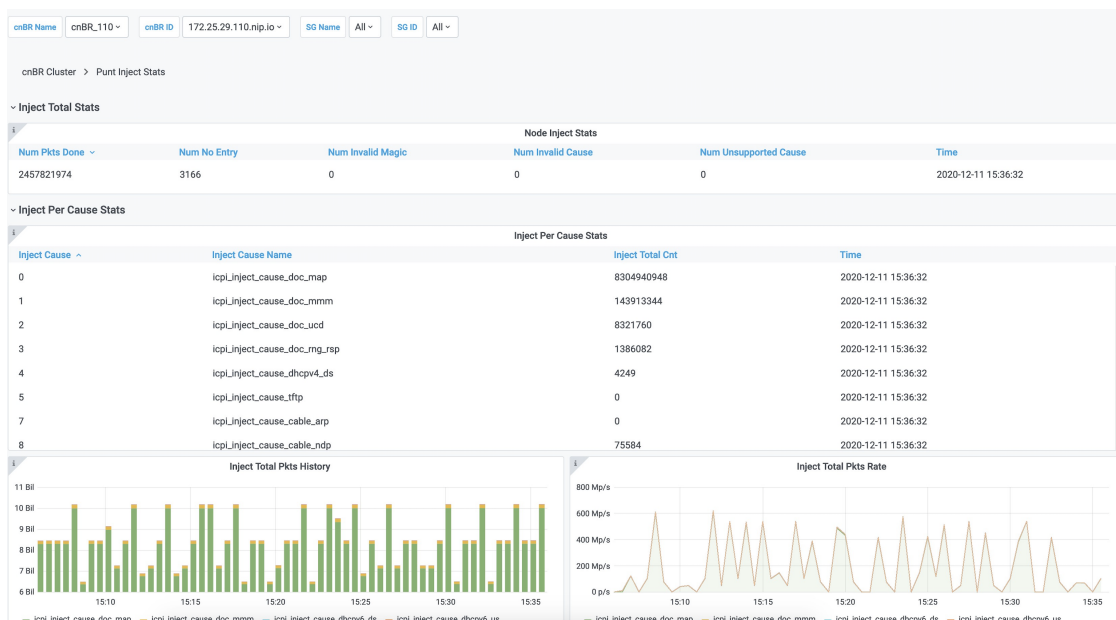 cnBR Name cnBR_110 cnBR ID 172.25.29.110.nip.io SG Name All SG ID All
cnBR Cluster > Punt Inject Stats
Inject Total Stats
Node Inject Stats
Num Pkts Done Num No Entry Num Invalid Magic Num Invalid Cause Num Unsupported Cause Time
2457821974 3166 0 0 0 2020-12-11 15:36:32
Inject Per Cause Stats
Inject Per Cause Stats
Inject Cause Inject Cause Name Inject Total Cnt Time
0 icpi_inject_cause_doc_map 8304940948 2020-12-11 15:36:32
1 icpi_inject_cause_doc_mmm 143913344 2020-12-11 15:36:32
2 icpi_inject_cause_doc_ucd 8321760 2020-12-11 15:36:32
3 icpi_inject_cause_doc_rng_rsp 1386082 2020-12-11 15:36:32
4 icpi_inject_cause_dhcpv4_ds 4249 2020-12-11 15:36:32
5 icpi_inject_cause_tftp 0 2020-12-11 15:36:32
7 icpi_inject_cause_cable_arp 0 2020-12-11 15:36:32
8 icpi_inject_cause_cable_ndp 75584 2020-12-11 15:36:32
Inject Total Pkts History
11 Bil
10 Bil
9 Bil
8 Bil
7 Bil
6 Bil
15:10 15:15 15:20 15:25 15:30 15:35
icpi_inject_cause_doc_map icpi_inject_cause_doc_mmm icpi_inject_cause_dhcpv6_ds icpi_inject_cause_dhcpv6_us
Inject Total Pkts Rate
800 Mp/s
600 Mp/s
400 Mp/s
200 Mp/s
0 p/s
15:10 15:15 15:20 15:25 15:30 15:35
icpi_inject_cause_doc_map icpi_inject_cause_doc_mmm icpi_inject_cause_dhcpv6_ds icpi_inject_cause_dhcpv6_us